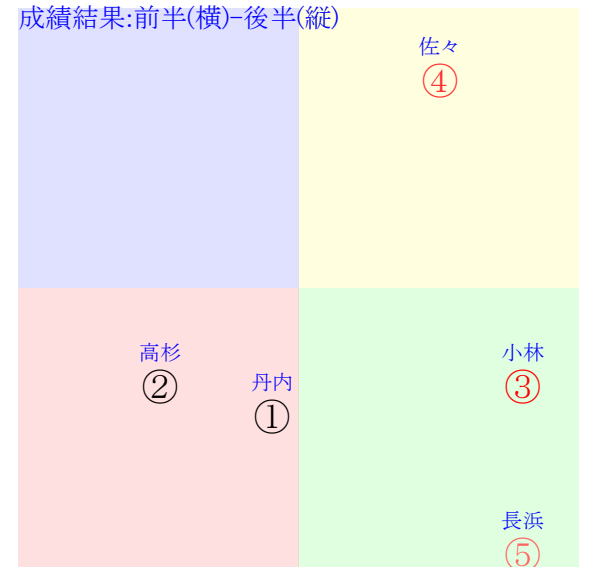 成績結果:前半(横)-後半(縦)
佐々
④
高杉
②
丹内
①
小林
③
長浜
⑤